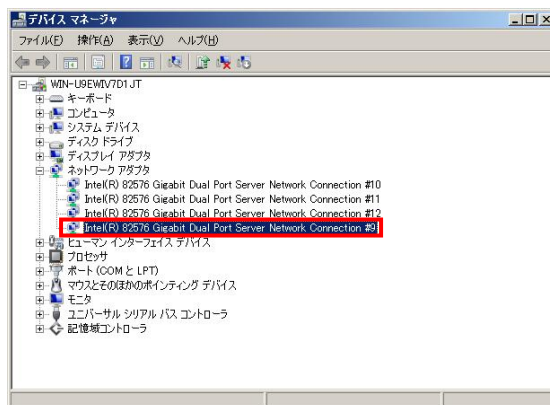 デバイス マネージャ
ファイル(F) 操作(A) 表示(V) ヘルプ(H)
WIN-U9EWIV7D1JT
キーボード
コンピュータ
システム デバイス
ディスク ドライブ
ディスプレイ アダプタ
ネットワーク アダプタ
Intel(R) 82576 Gigabit Dual Port Server Network Connection #10
Intel(R) 82576 Gigabit Dual Port Server Network Connection #11
Intel(R) 82576 Gigabit Dual Port Server Network Connection #12
Intel(R) 82576 Gigabit Dual Port Server Network Connection #9
ヒューマン インターフェイス デバイス
プロセッサ
ポート (COM と LPT)
マウスとそのほかのポインティング デバイス
モニタ
ユニバーサル シリアル バス コントローラ
記憶域コントローラ